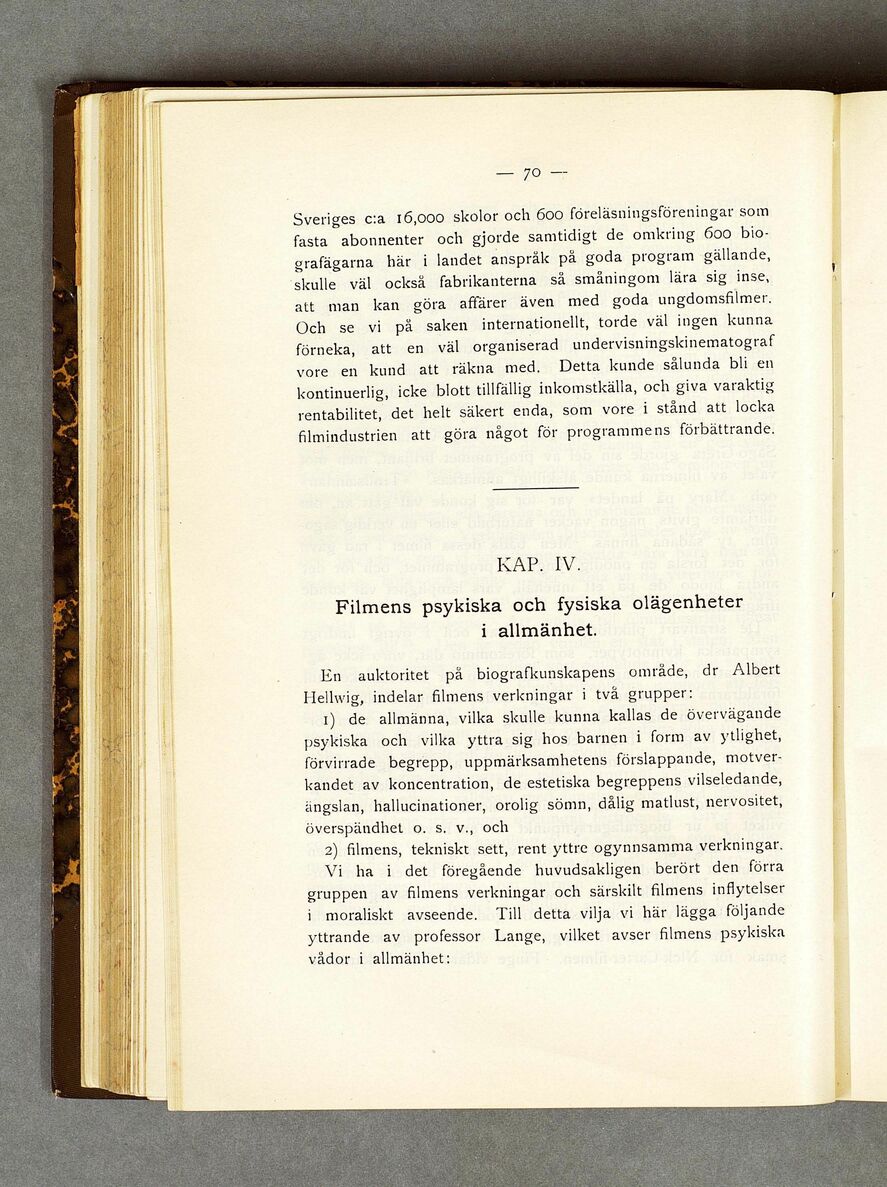 — 70 —
Sveriges c:a 16,000 skolor och 600 föreläsningsföreningar som
fasta abonnenter och gjorde samtidigt de omkring 600 bio-
grafägarna här i landet anspråk på goda program gällande,
skulle väl också fabrikanterna så småningom lära sig inse,
att man kan göra affärer även med goda ungdomsfilmer.
Och se vi på saken internationellt, torde väl ingen kunna
förneka, att en väl organiserad undervisningskinematograf
vore en kund att räkna med. Detta kunde sålunda bli en
kontinuerlig, icke blott tillfällig inkomstkälla, och giva varaktig
rentabilitet, det helt säkert enda, som vore i stånd att locka
filmindustrien att göra något för programmens förbättrande.
KAP. IV.
Filmens psykiska och fysiska olägenheter
i allmänhet.
En auktoritet på biografkunskapens område, dr Albert
Hellwig, indelar filmens verkningar i två grupper:
1) de allmänna, vilka skulle kunna kallas de övervägande
psykiska och vilka yttra sig hos barnen i form av ytlighet,
förvirrade begrepp, uppmärksamhetens förslappande, motver-
kandet av koncentration, de estetiska begreppens vilseledande,
ängslan, hallucinationer, orolig sömn, dålig matlust, nervositet,
överspändhet o. s. v., och
2) filmens, tekniskt sett, rent yttre ogynnsamma verkningar.
Vi ha i det föregående huvudsakligen berört den förra
gruppen av filmens verkningar och särskilt filmens inflytelser
i moraliskt avseende. Till detta vilja vi här lägga följande
yttrande av professor Lange, vilket avser filmens psykiska
vådor i allmänhet: